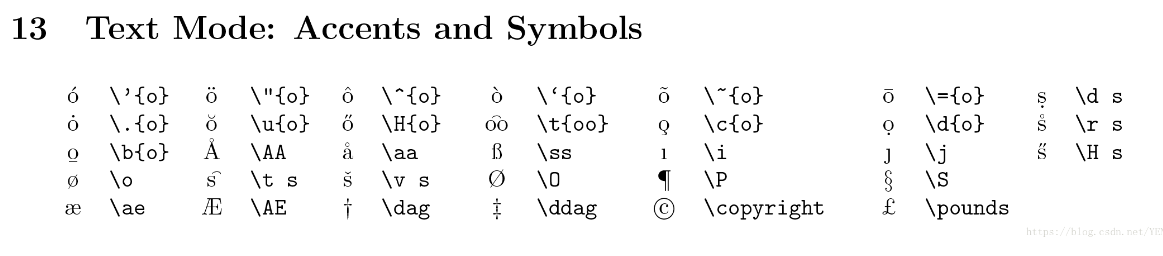 13 Text Mode: Accents and Symbols
ó \'{o} ö \"{o} ô \^{o} ò \`{o} õ \~{o} ō \={o} ṣ \d s
ȯ \.{o} ŏ \u{o} ő \H{o} o͡o \t{oo} o̧ \c{o} ọ \d{o} s̊ \r s
o̱ \b{o} Å \AA å \aa ß \ss ı \i ȷ \j s̋ \H s
ø \o s͡ \t s š \v s Ø \O ¶ \P § \S
æ \ae Æ \AE † \dag ‡ \ddag © \copyright £ \pounds
https://blog.csdn.net/YE